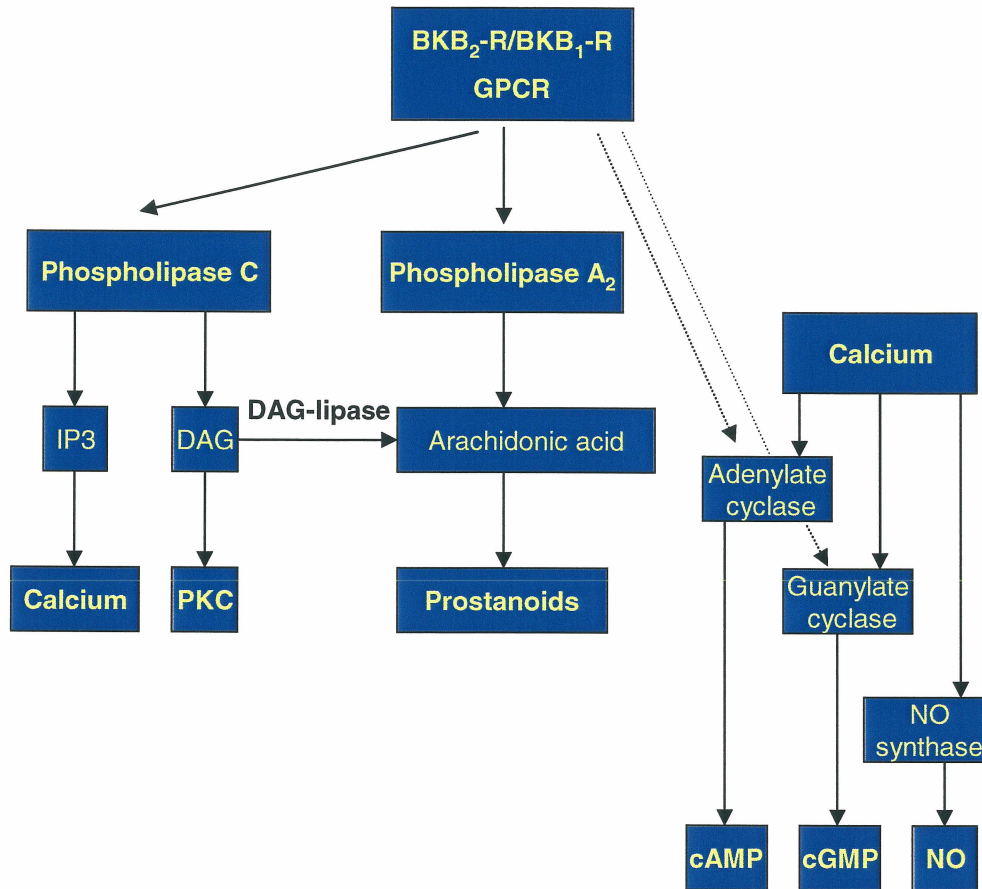 BKB₂-R/BKB₁-R
GPCR
Phospholipase C
Phospholipase A₂
Calcium
DAG-lipase
IP3
DAG
Arachidonic acid
Adenylate
cyclase
Calcium
PKC
Prostanoids
Guanylate
cyclase
NO
synthase
cAMP
cGMP
NO